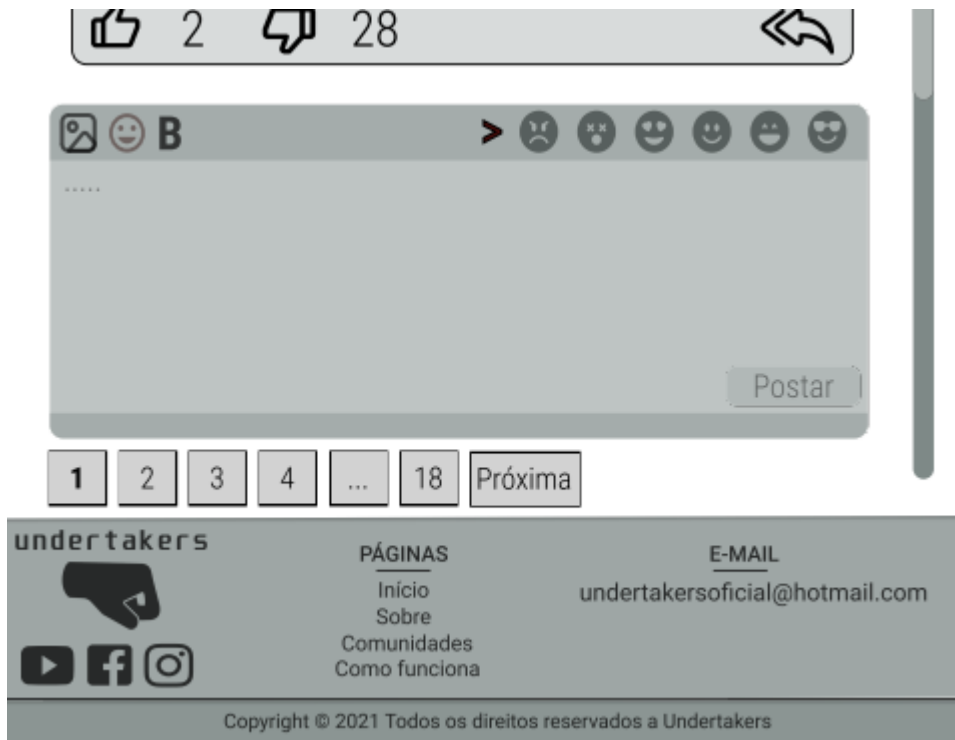 2 28
B >
.....
Postar
1 2 3 4 ... 18 Próxima
undertakers
PÁGINAS
Início
Sobre
Comunidades
Como funciona
E-MAIL
undertakersoficial@hotmail.com
Copyright © 2021 Todos os direitos reservados a Undertakers